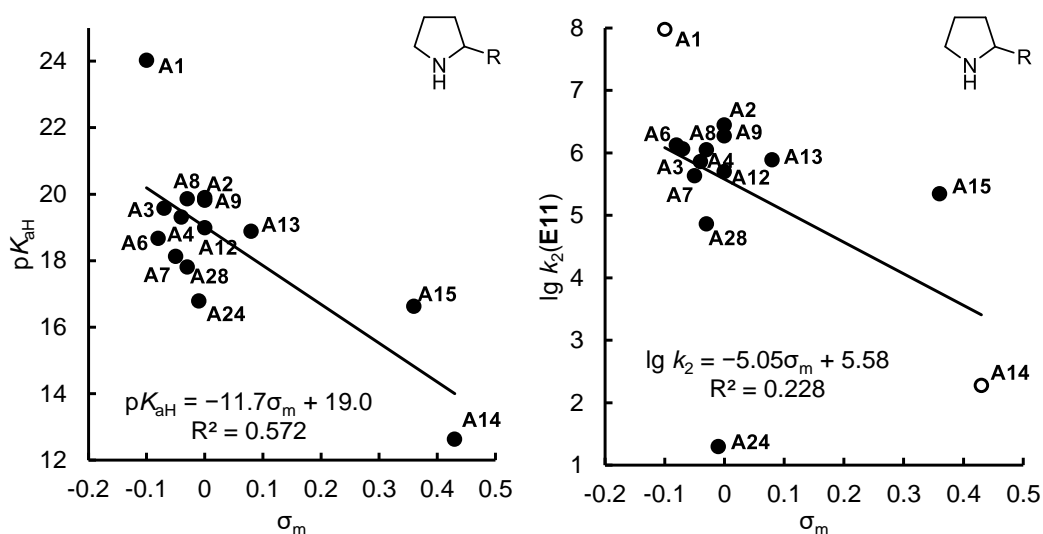 24
22
20
18
16
14
12
pKaH
A1
A8
A2
A9
A3
A4
A12
A13
A6
A7
A28
A24
A15
A14
pKaH = −11.7σm + 19.0
R² = 0.572
-0.2 -0.1 0 0.1 0.2 0.3 0.4 0.5
σm
N
H
R
8
7
6
5
4
3
2
1
lg k2(E11)
A1
A2
A6
A8
A9
A3
A4
A12
A13
A7
A28
A15
A14
A24
lg k2 = −5.05σm + 5.58
R² = 0.228
-0.2 -0.1 0 0.1 0.2 0.3 0.4 0.5
σm
N
H
R